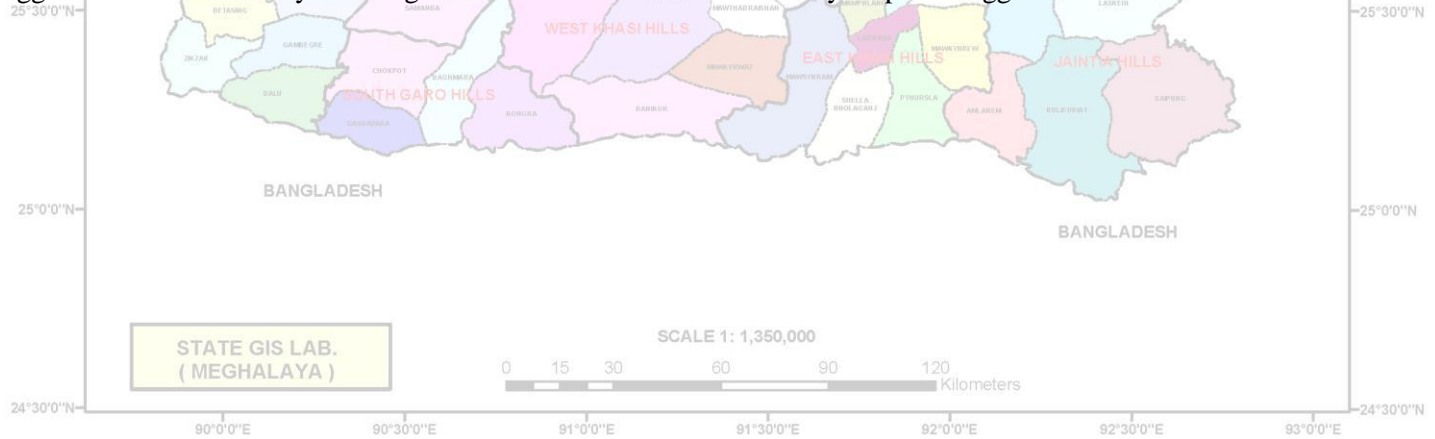 25°30'0"N
25°30'0"N
BETASING
SAMANDA
MAWTHADRAISHAN
LASKEIN
WEST KHASI HILLS
ZIKZAK
GAMBEGRE
CHOKPOT
BAGHMARA
EAST KHASI HILLS
JAINTIA HILLS
DALU
SOUTH GARO HILLS
GASUAPARA
RONGRA
RANIKOR
MAWKYRWAT
MAWSYNRAM
SHELLA
BHOLAGANJ
PYNURSLA
AMLAREM
KHLIEHRIAT
SAIPUNG
BANGLADESH
25°0'0"N
25°0'0"N
BANGLADESH
STATE GIS LAB.
( MEGHALAYA )
SCALE 1: 1,350,000
0 15 30 60 90 120
Kilometers
24°30'0"N
24°30'0"N
90°0'0"E 90°30'0"E 91°0'0"E 91°30'0"E 92°0'0"E 92°30'0"E 93°0'0"E